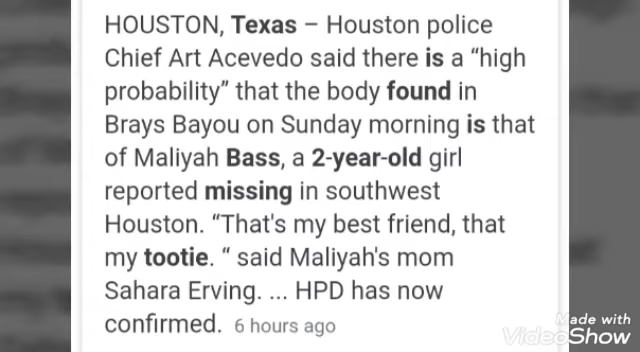 HOUSTON, Texas – Houston police
Chief Art Acevedo said there is a “high
probability” that the body found in
Brays Bayou on Sunday morning is that
of Maliyah Bass, a 2-year-old girl
reported missing in southwest
Houston. “That's my best friend, that
my tootie. “ said Maliyah's mom
Sahara Erving. ... HPD has now
confirmed. 6 hours ago
Made with
VideoShow